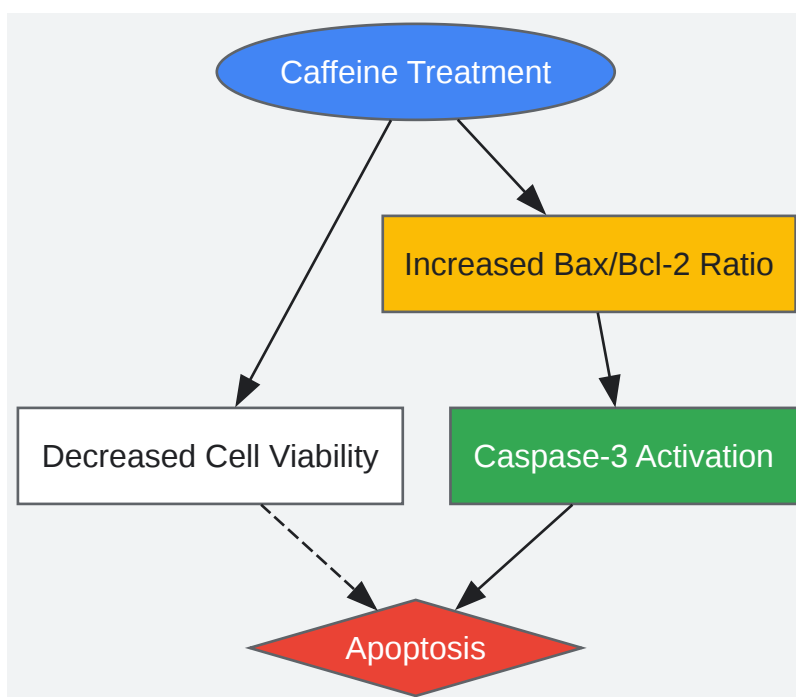 Caffeine Treatment
Increased Bax/Bcl-2 Ratio
Decreased Cell Viability
Caspase-3 Activation
Apoptosis